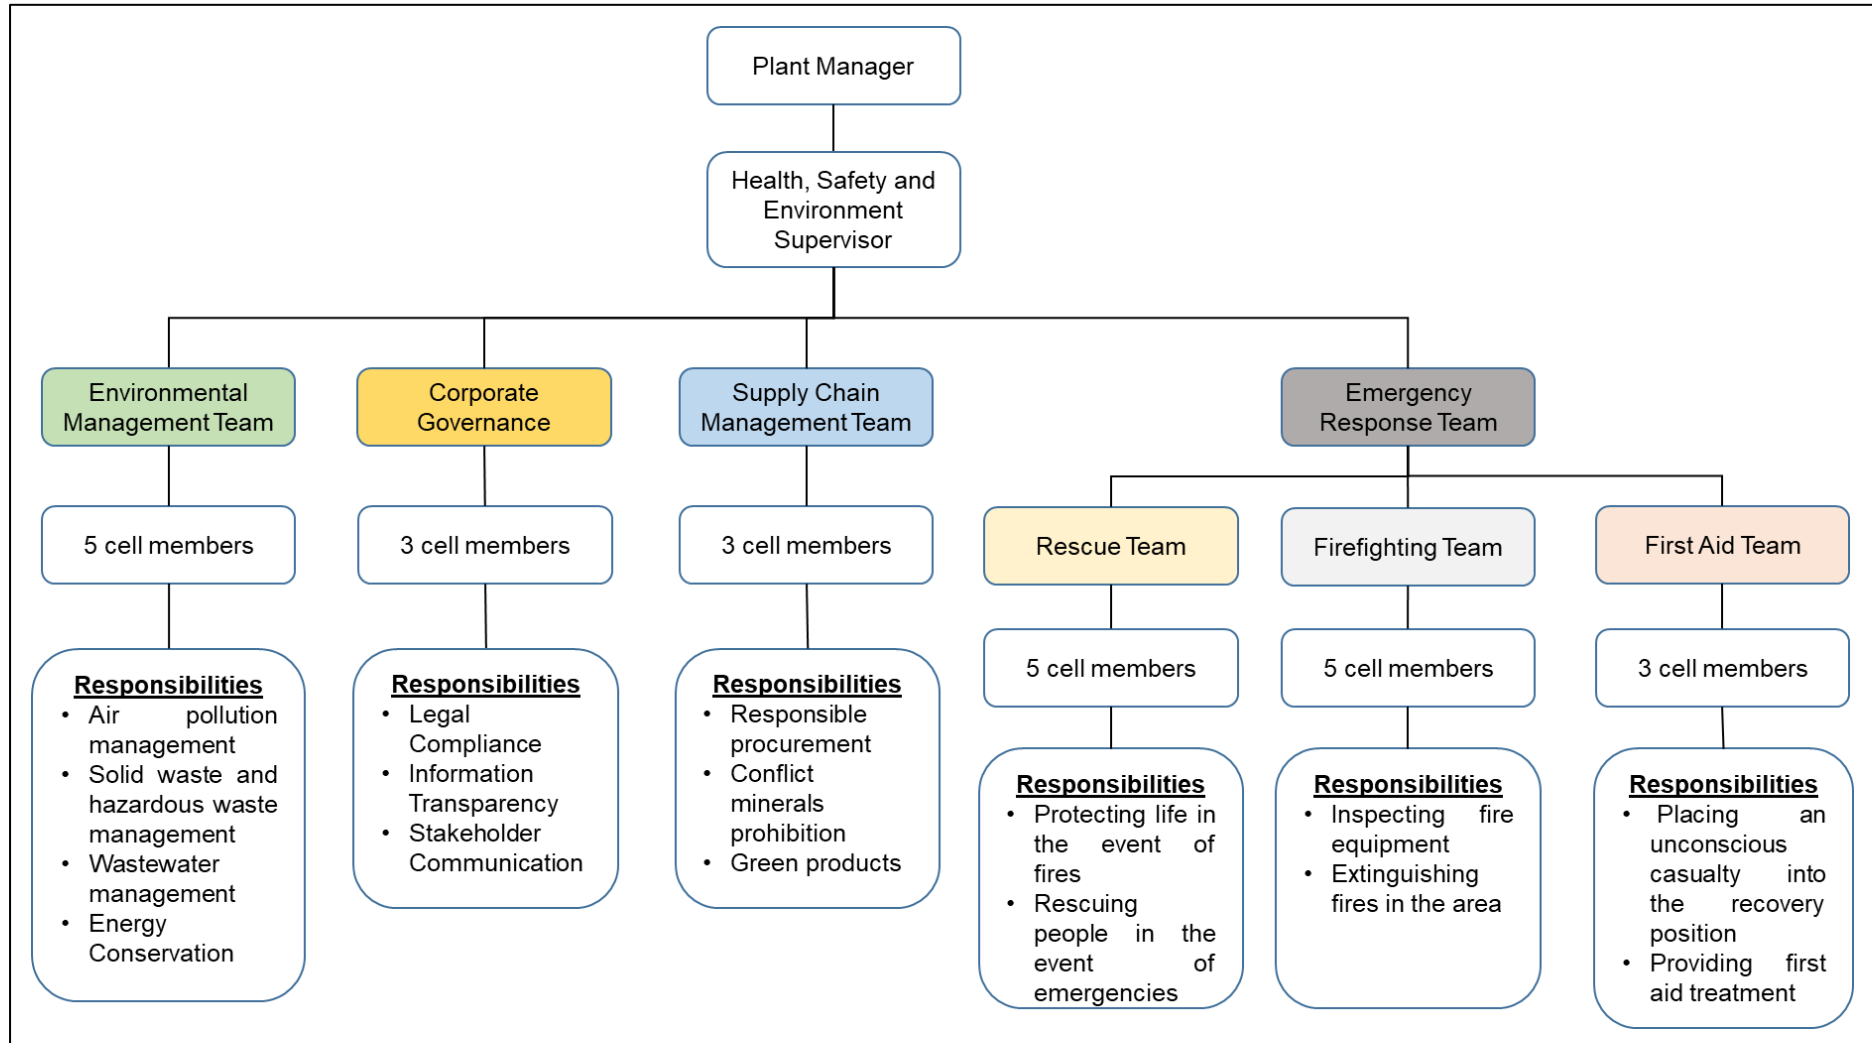 Plant Manager
Health, Safety and
Environment
Supervisor
Environmental
Management Team
Corporate
Governance
Supply Chain
Management Team
Emergency
Response Team
5 cell members
3 cell members
3 cell members
Rescue Team
Firefighting Team
First Aid Team
5 cell members
5 cell members
3 cell members
Responsibilities
• Air pollution
management
• Solid waste and
hazardous waste
management
• Wastewater
management
• Energy
Conservation
Responsibilities
• Legal
Compliance
• Information
Transparency
• Stakeholder
Communication
Responsibilities
• Responsible
procurement
• Conflict
minerals
prohibition
• Green products
Responsibilities
• Protecting life in
the event of
fires
• Rescuing
people in the
event of
emergencies
Responsibilities
• Inspecting fire
equipment
• Extinguishing
fires in the area
Responsibilities
• Placing an
unconscious
casualty into
the recovery
position
• Providing first
aid treatment